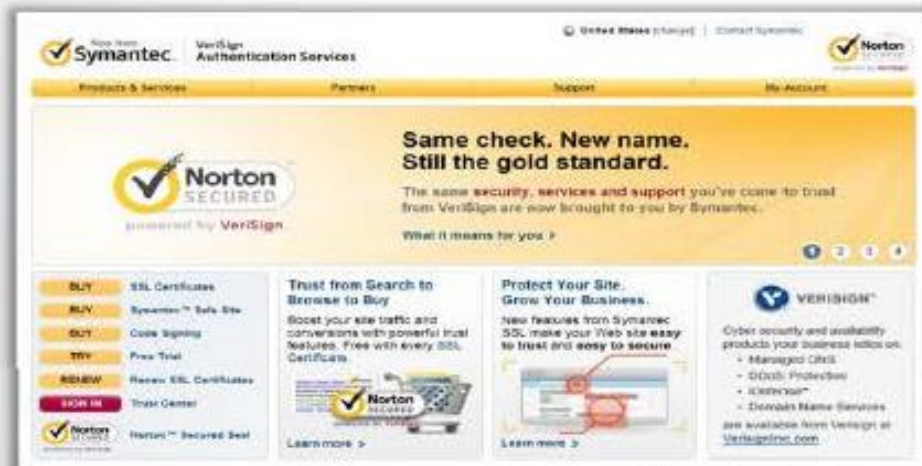 Symantec
VeriSign
Authentication Services
United States [change] | Contact Symantec
Norton
SECURED
powered by VeriSign
Products & Services
Partners
Support
My Account
Norton
SECURED
powered by VeriSign
Same check. New name.
Still the gold standard.
The same security, services and support you've come to trust
from VeriSign are now brought to you by Symantec.
What it means for you >
1 2 3 4
BUY SSL Certificates
BUY Symantec™ Safe Site
BUY Code Signing
TRY Free Trial
RENEW Renew SSL Certificates
SIGN IN Trust Center
Norton
SECURED
Norton™ Secured Seal
Trust from Search to
Browse to Buy
Boost your site traffic and
conversions with powerful trust
features. Free with every SSL
Certificate.
Norton
SECURED
Learn more >
Protect Your Site.
Grow Your Business.
New features from Symantec
SSL make your Web site easy
to trust and easy to secure
Learn more >
VERISIGN™
Cyber security and availability
products your business relies on:
• Managed DNS
• DDoS Protection
• iDefense™
• Domain Name Services
are available from Verisign at
VerisignInc.com